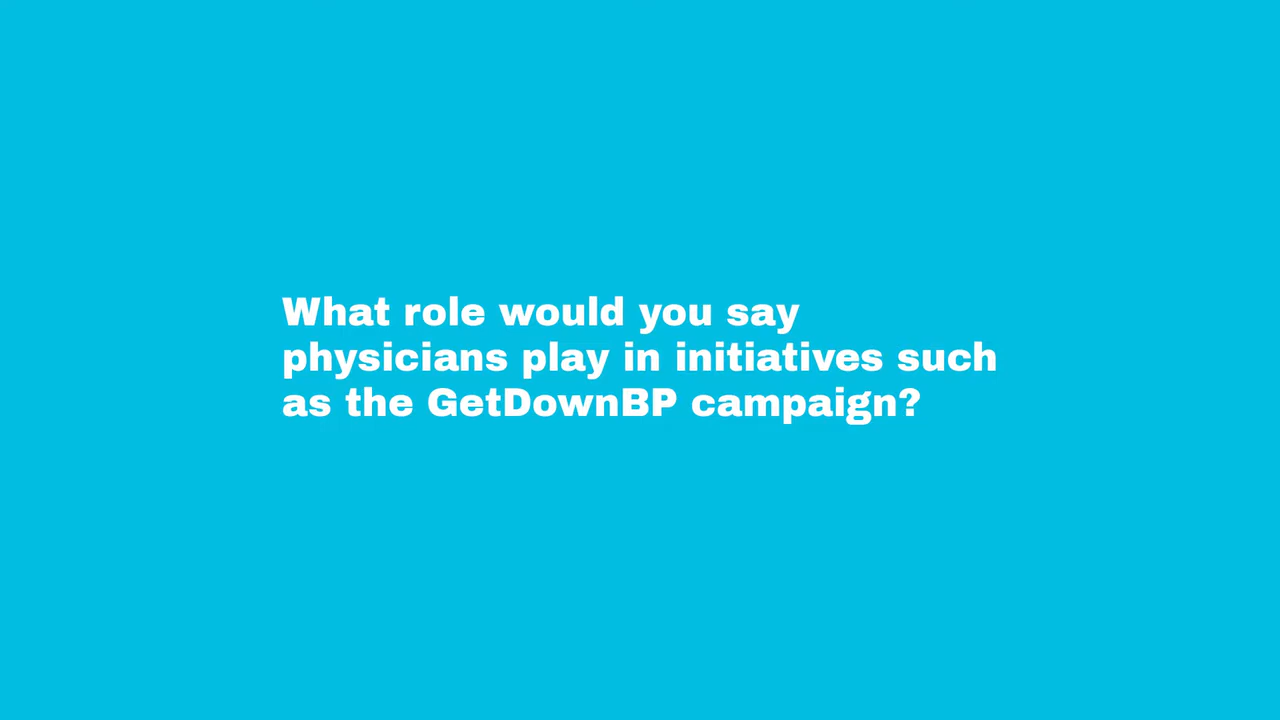 What role would you say
physicians play in initiatives such
as the GetDownBP campaign?